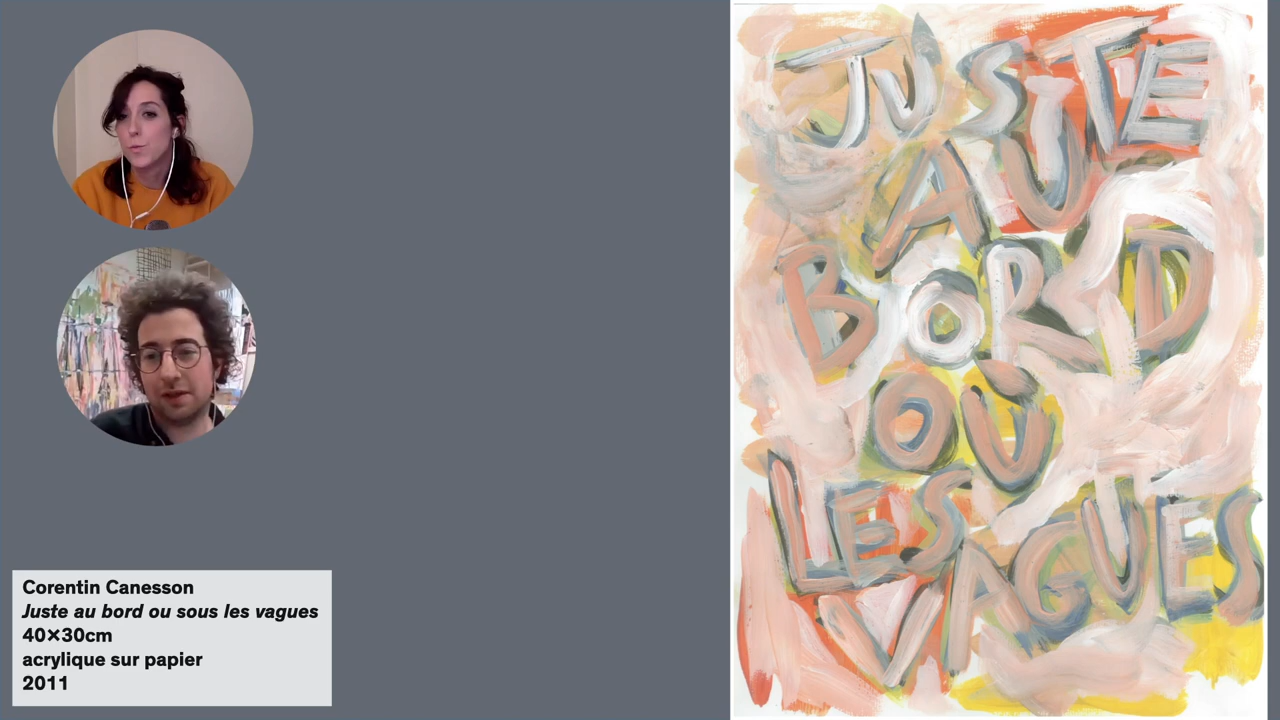 JUSTE
AU
BORD
OÙ
LES
VAGUES
Corentin Canesson
Juste au bord ou sous les vagues
40×30cm
acrylique sur papier
2011